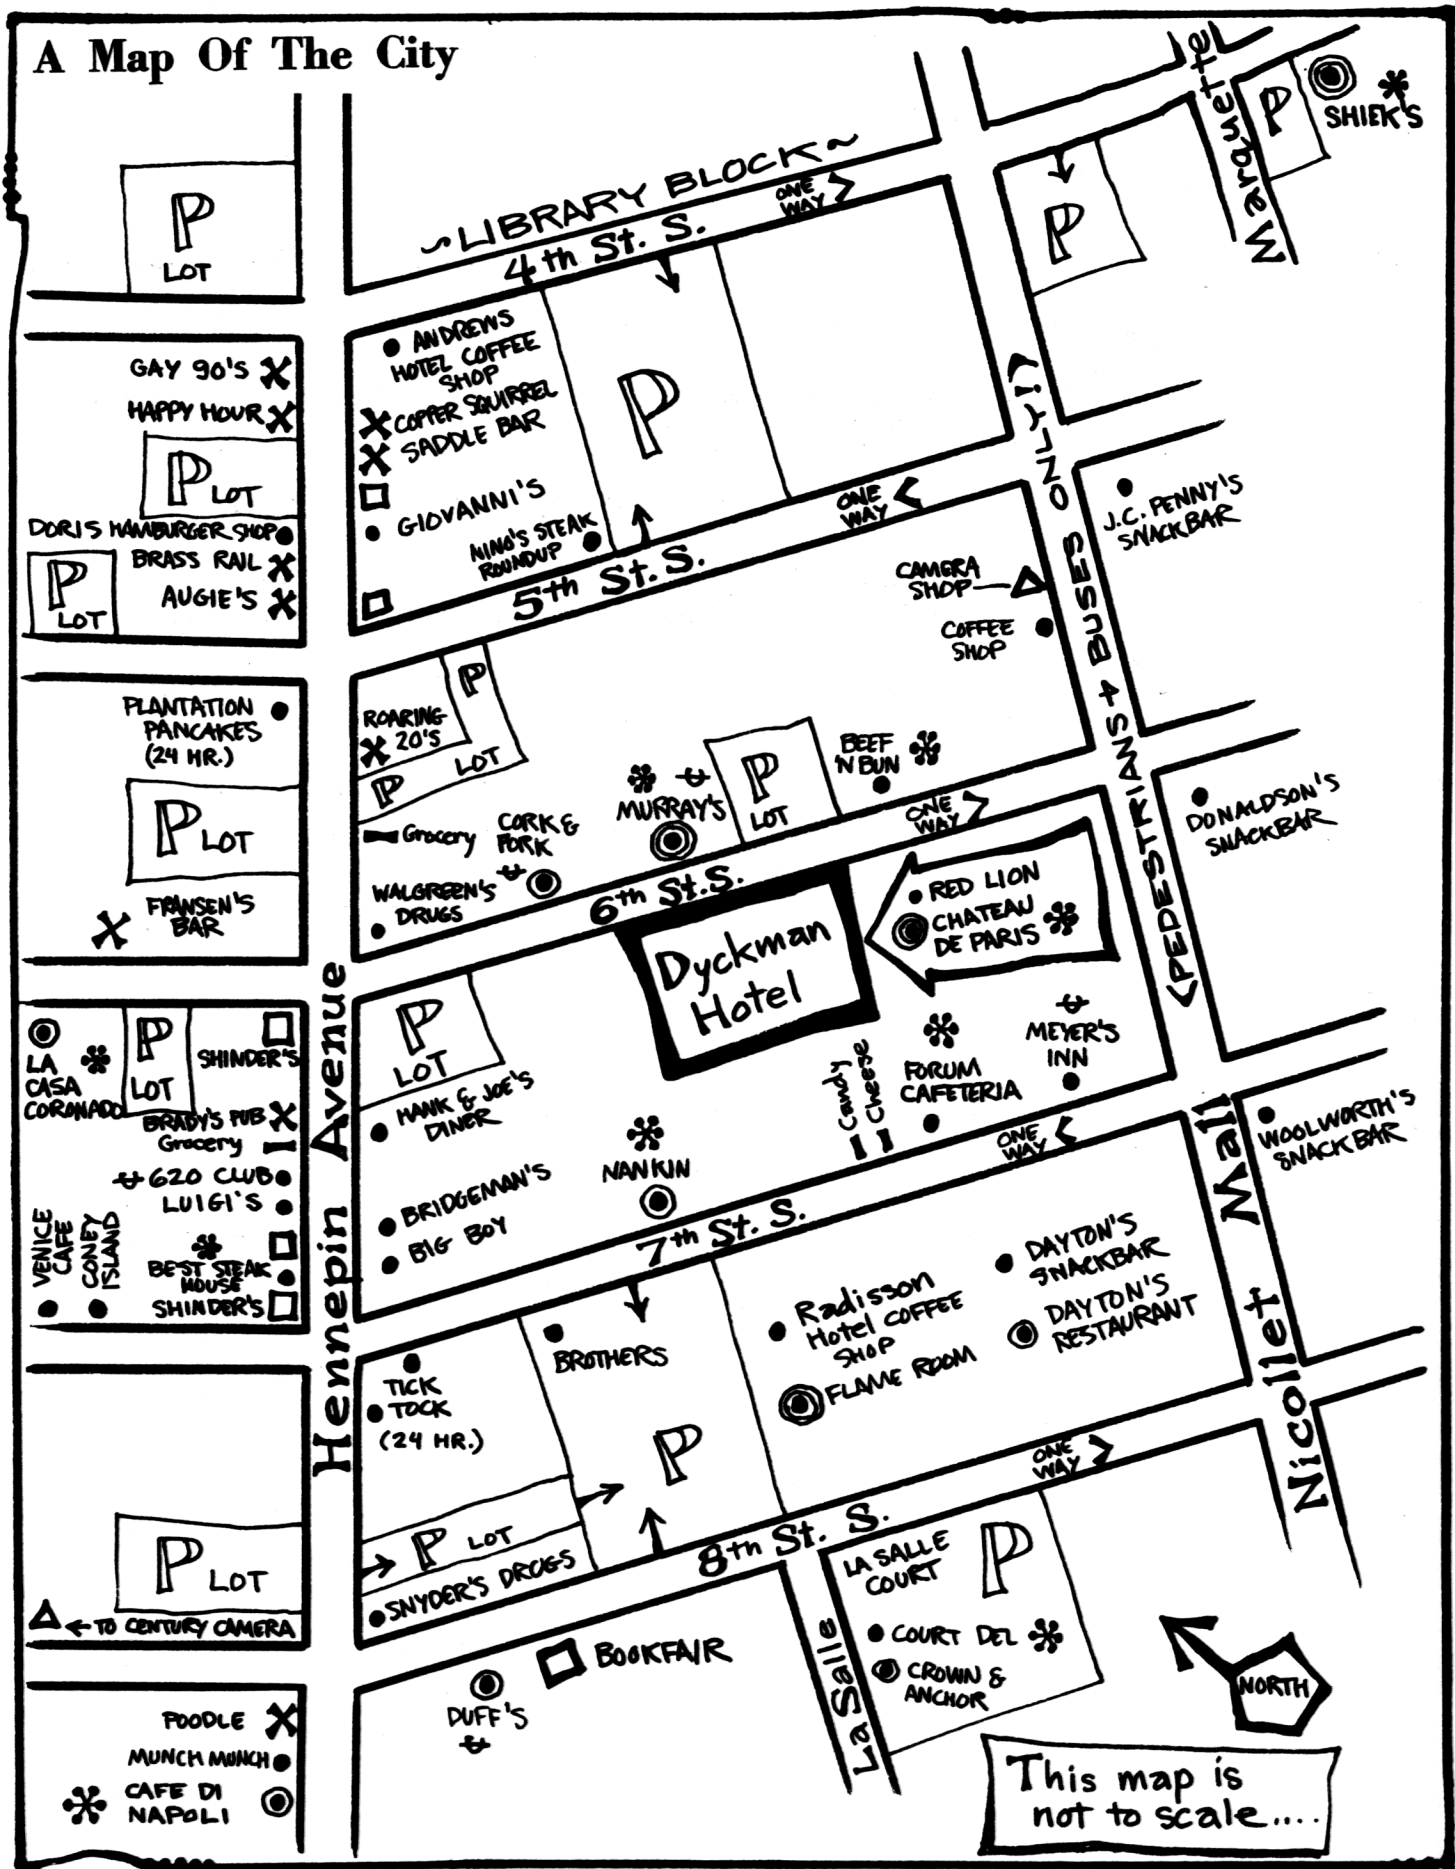 A Map Of The City
Marquette
P
SHIEK'S
~LIBRARY BLOCK~
4th St. S.
ONE
WAY
P
LOT
P
ANDREWS
HOTEL COFFEE
SHOP
COPPER SQUIRREL
SADDLE BAR
GIOVANNI'S
NINO'S STEAK
ROUNDUP
P
GAY 90'S
HAPPY HOUR
P LOT
DORIS HAMBURGER SHOP
BRASS RAIL
AUGIE'S
P
LOT
5th St. S.
ONE
WAY
PEDESTRIANS + BUSES ONLY!
J.C. PENNY'S
SNACKBAR
CAMERA
SHOP
COFFEE
SHOP
PLANTATION
PANCAKES
(24 HR.)
P LOT
FRANSEN'S
BAR
ROARING
20'S
P
P
LOT
Grocery
CORK &
PORK
WALGREEN'S
DRUGS
MURRAY'S
P
LOT
BEEF
'N BUN
DONALDSON'S
SNACKBAR
6th St. S.
ONE
WAY
Dyckman
Hotel
RED LION
CHATEAU
DE PARIS
P
LOT
HANK & JOE'S
DINER
BRIDGEMAN'S
BIG BOY
NANKIN
Candy
Cheese
FORUM
CAFETERIA
MEYER'S
INN
LA
CASA
CORONADO
P
LOT
SHINDER'S
BRADY'S PUB
Grocery
620 CLUB
LUIGI'S
VENICE
CAFE
CONEY
ISLAND
BEST STEAK
HOUSE
SHINDER'S
Hennepin Avenue
7th St. S.
ONE
WAY
WOOLWORTH'S
SNACKBAR
Nicollet Mall
TICK
TOCK
(24 HR.)
BROTHERS
P
P LOT
SNYDER'S DRUGS
Radisson
Hotel COFFEE
SHOP
FLAME ROOM
DAYTON'S
SNACKBAR
DAYTON'S
RESTAURANT
P LOT
TO CENTURY CAMERA
8th St. S.
ONE
WAY
LA SALLE
COURT
P
COURT DEL
CROWN &
ANCHOR
LaSalle
BOOKFAIR
DUFF'S
POODLE
MUNCH MUNCH
CAFE DI
NAPOLI
NORTH
This map is
not to scale....